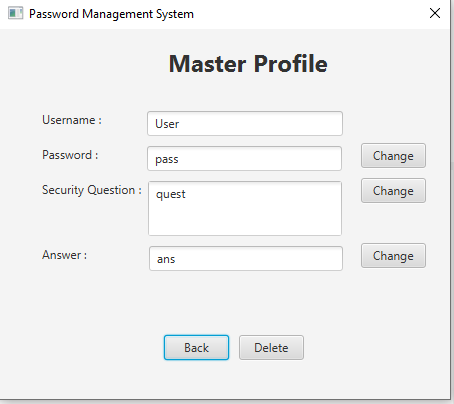 Password Management System
Master Profile
Username : User
Password : pass Change
Security Question : quest Change
Answer : ans Change
Back Delete